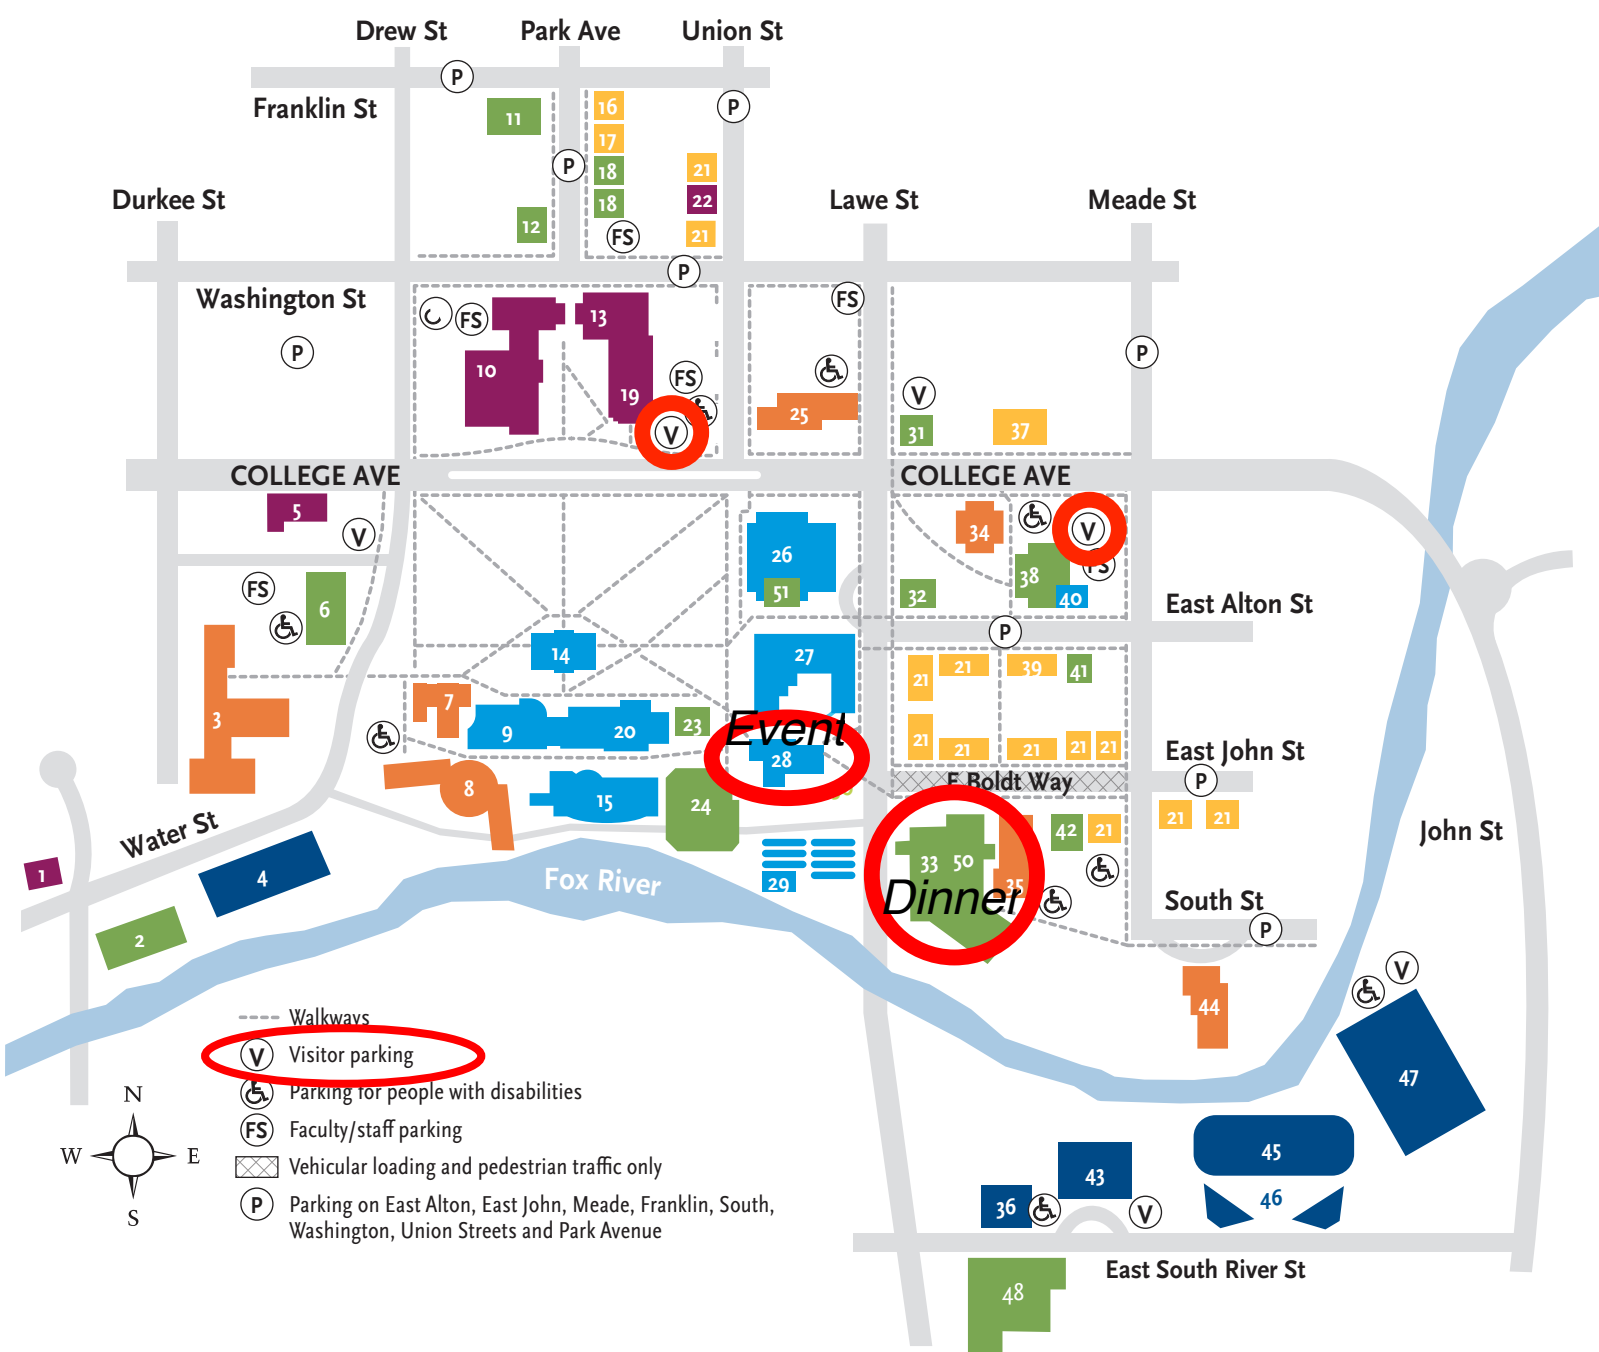 Drew St
Park Ave
Union St
P
Franklin St
11
16
P
17
P
18
21
Durkee St
18
22
Lawe St
Meade St
12
FS
21
P
Washington St
FS
FS
13
P
P
10
FS
V
19
25
31
37
V
COLLEGE AVE
COLLEGE AVE
5
V
34
V
26
FS
38
FS
6
51
32
40
East Alton St
P
14
27
21
39
41
21
7
3
9
20
23
Event
21
21
21
21
21
East John St
28
E Boldt Way
P
8
15
24
42
21
21
21
Water St
John St
33
50
1
4
Fox River
29
35
Dinner
South St
2
P
V
44
Walkways
V Visitor parking
47
Parking for people with disabilities
N
FS Faculty/staff parking
W
E
45
Vehicular loading and pedestrian traffic only
43
S
P Parking on East Alton, East John, Meade, Franklin, South,
Washington, Union Streets and Park Avenue
36
V
46
East South River St
48